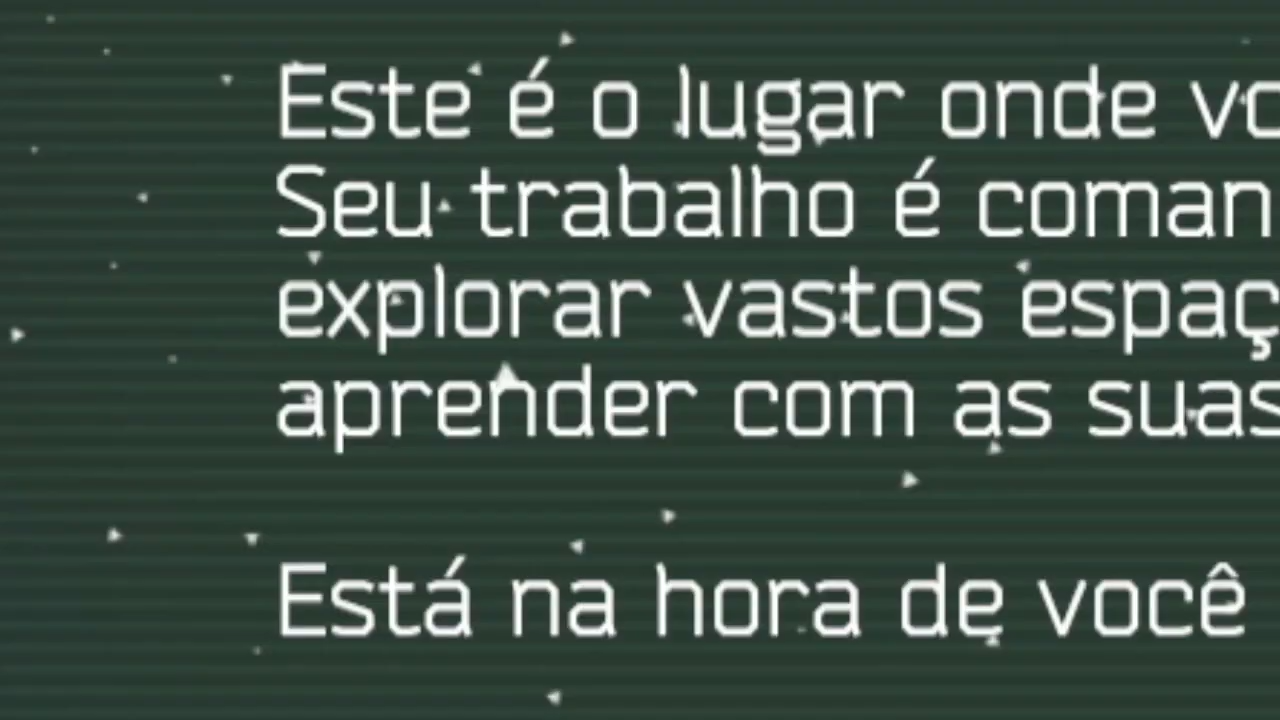 Este é o lugar onde vo
Seu trabalho é coman
explorar vastos espaç
aprender com as suas
Está na hora de você